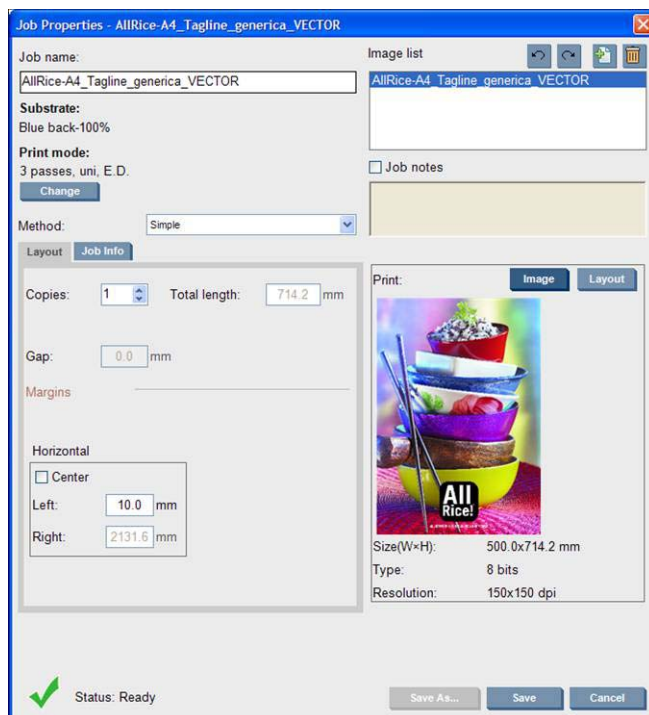 Job Properties - AllRice-A4_Tagline_generica_VECTOR
Job name:
AllRice-A4_Tagline_generica_VECTOR
Substrate:
Blue back-100%
Print mode:
3 passes, uni, E.D.
Change
Method:
Simple
Image list
AllRice-A4_Tagline_generica_VECTOR
Job notes
Layout
Job Info
Copies:
1
Total length:
714.2 mm
Gap:
0.0 mm
Margins
Horizontal
Center
Left:
10.0 mm
Right:
2131.6 mm
Print:
Image
Layout
All
Rice!
Size(W×H):
500.0x714.2 mm
Type:
8 bits
Resolution:
150x150 dpi
Status: Ready
Save As...
Save
Cancel